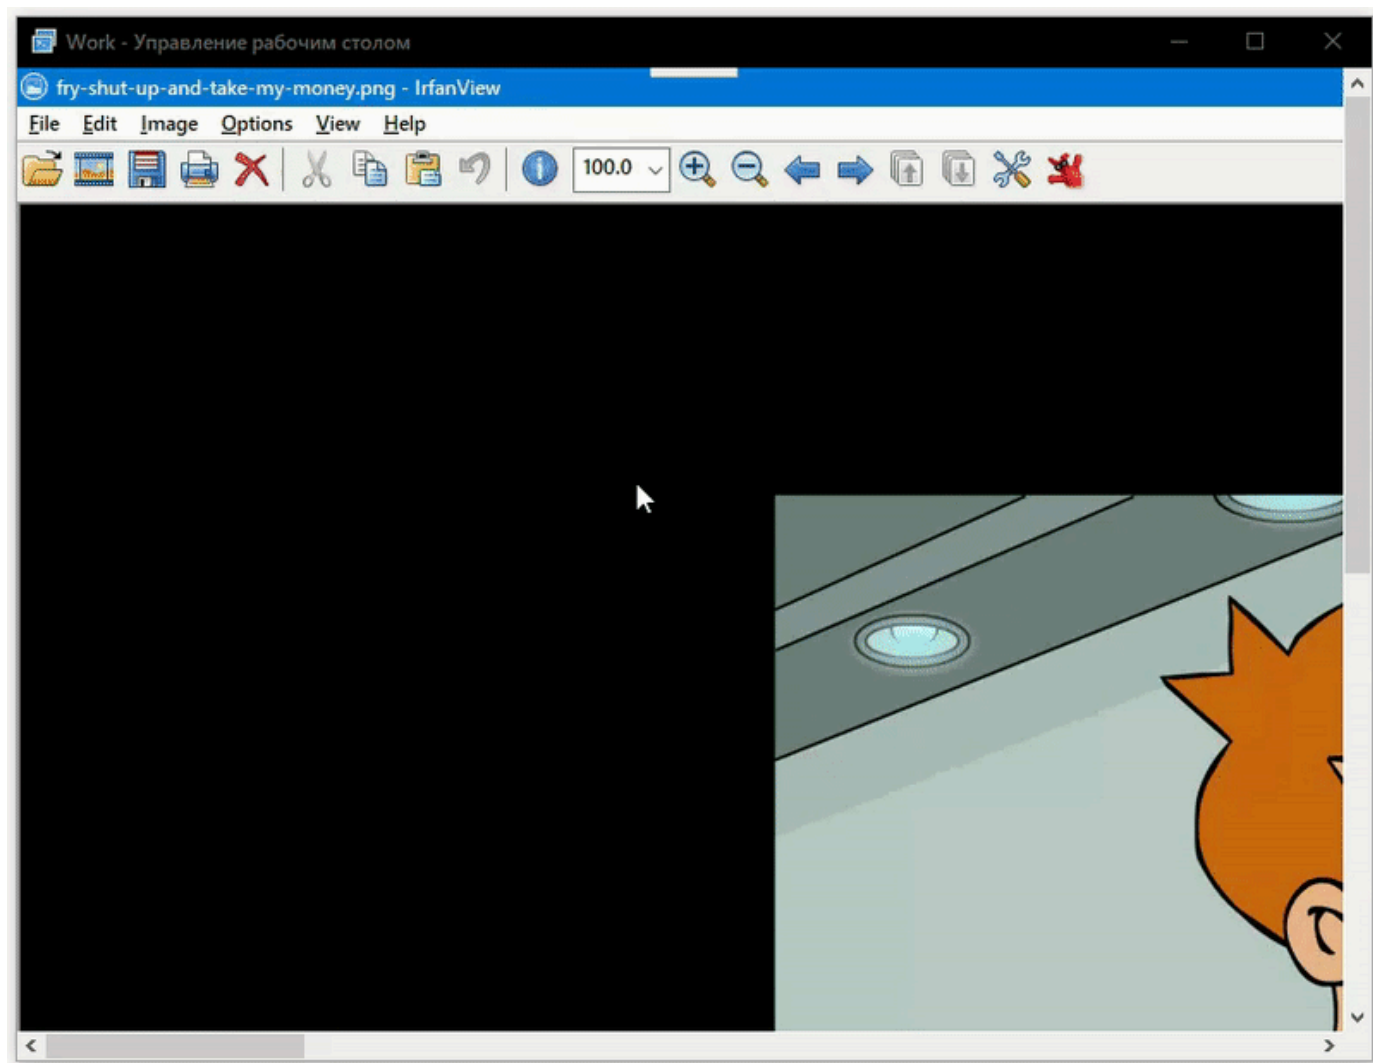 Work - Управление рабочим столом
fry-shut-up-and-take-my-money.png - IrfanView
File Edit Image Options View Help
100.0